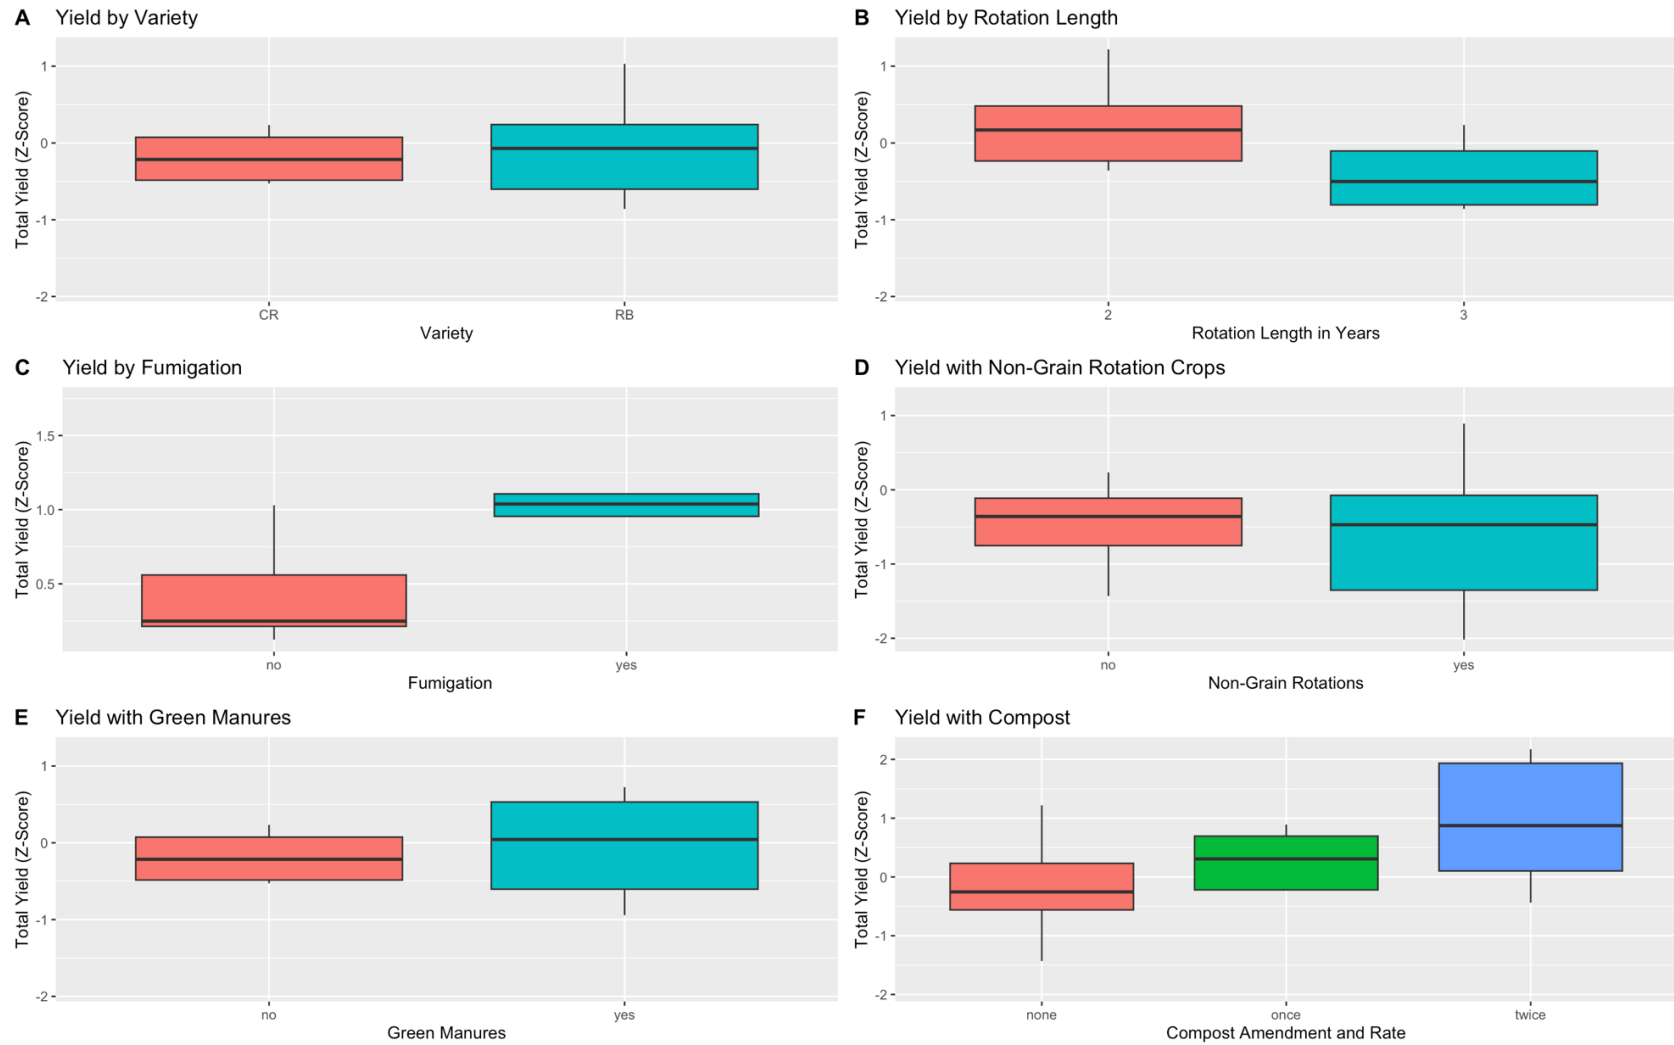 A Yield by Variety
Total Yield (Z-Score)
1
0
-1
-2
CR RB
Variety
B Yield by Rotation Length
Total Yield (Z-Score)
1
0
-1
-2
2 3
Rotation Length in Years
C Yield by Fumigation
Total Yield (Z-Score)
1.5
1.0
0.5
no yes
Fumigation
D Yield with Non-Grain Rotation Crops
Total Yield (Z-Score)
1
0
-1
-2
no yes
Non-Grain Rotations
E Yield with Green Manures
Total Yield (Z-Score)
1
0
-1
-2
no yes
Green Manures
F Yield with Compost
Total Yield (Z-Score)
2
1
0
-1
-2
none once twice
Compost Amendment and Rate